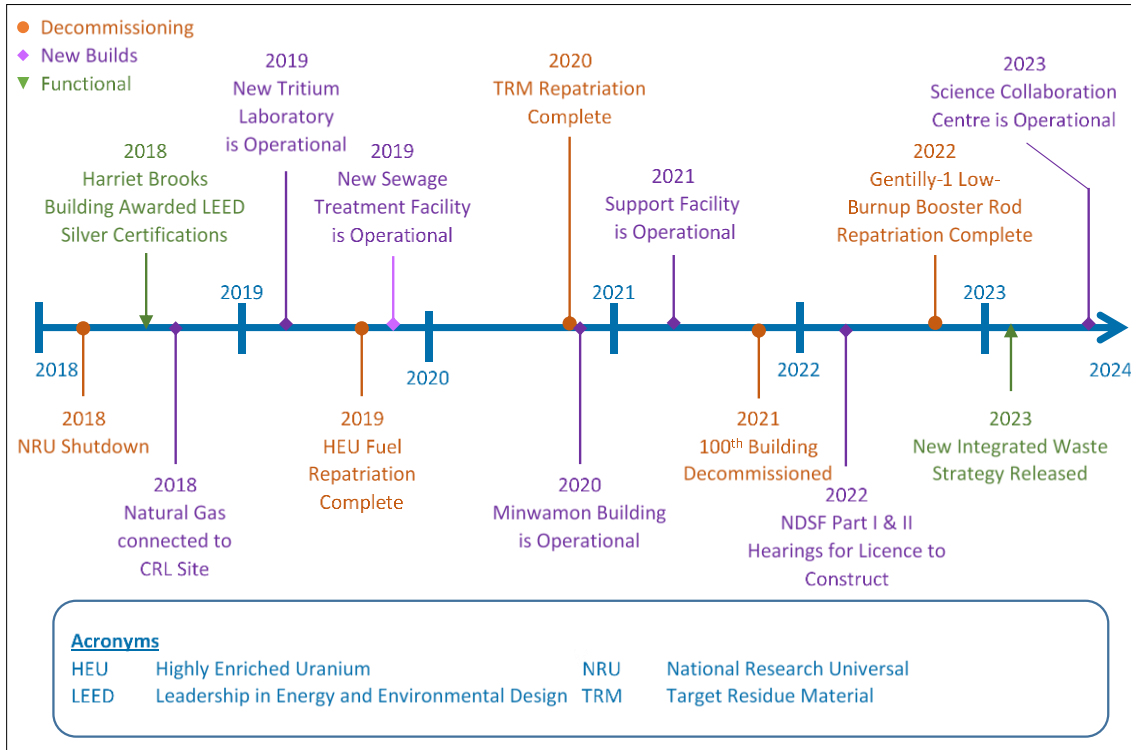 Decommissioning
New Builds
Functional
2018
Harriet Brooks
Building Awarded LEED
Silver Certifications
2019
New Tritium
Laboratory
is Operational
2019
New Sewage
Treatment Facility
is Operational
2020
TRM Repatriation
Complete
2021
Support Facility
is Operational
2022
Gentilly-1 Low-
Burnup Booster Rod
Repatriation Complete
2023
Science Collaboration
Centre is Operational
2018
2019
2020
2021
2022
2023
2024
2018
NRU Shutdown
2018
Natural Gas
connected to
CRL Site
2019
HEU Fuel
Repatriation
Complete
2020
Minwamon Building
is Operational
2021
100th Building
Decommissioned
2022
NDSF Part I & II
Hearings for Licence to
Construct
2023
New Integrated Waste
Strategy Released
Acronyms
HEU Highly Enriched Uranium NRU National Research Universal
LEED Leadership in Energy and Environmental Design TRM Target Residue Material